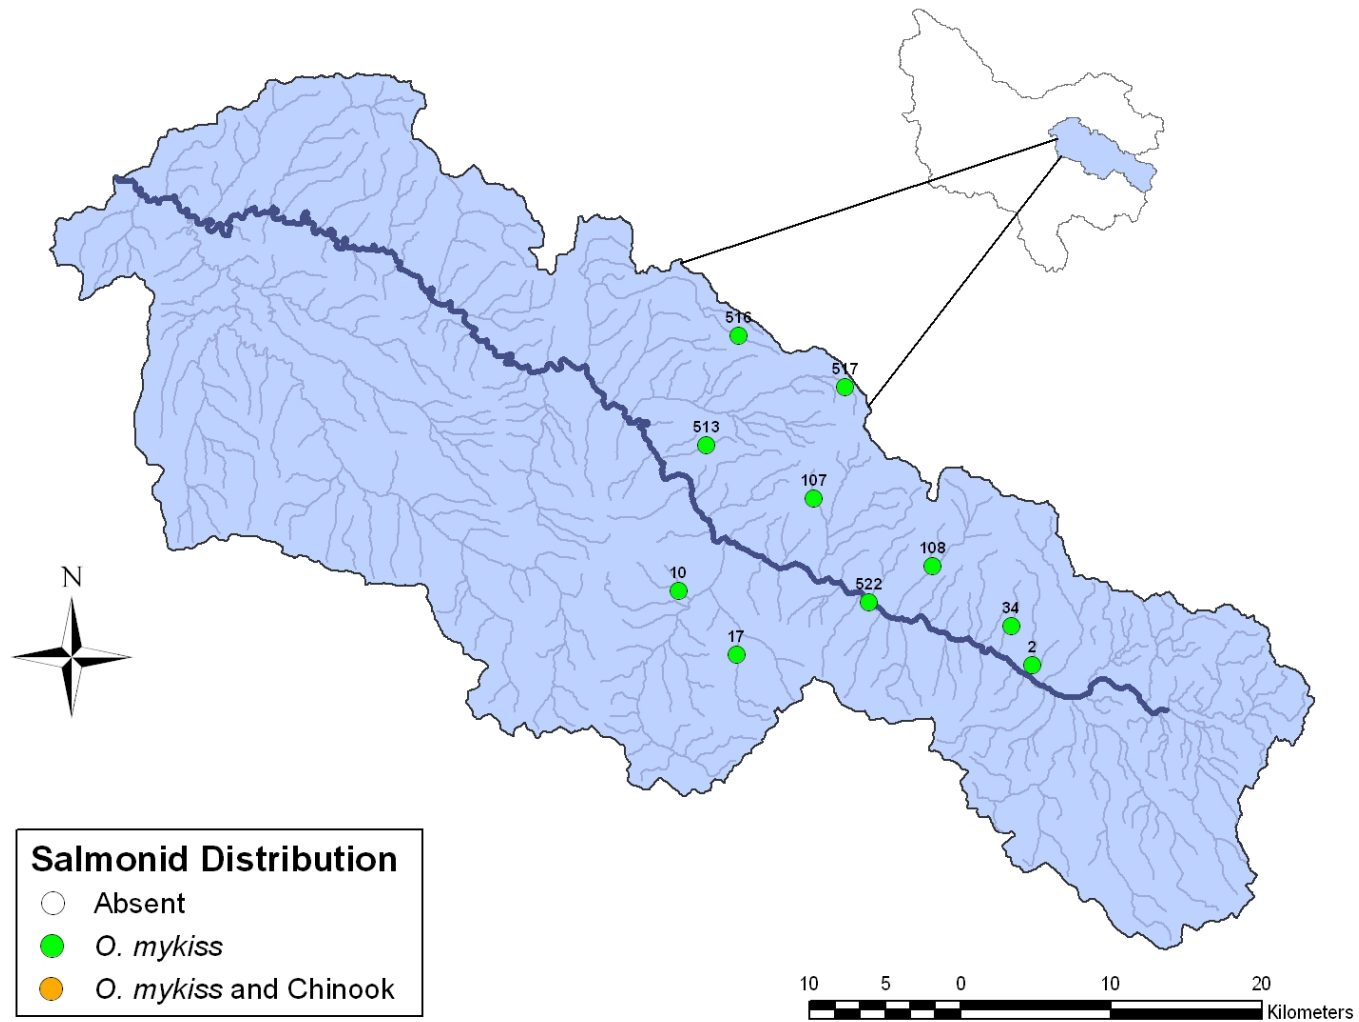 516
517
513
107
108
10
522
34
17
2
N
Salmonid Distribution
Absent
O. mykiss
O. mykiss and Chinook
10 5 0 10 20
Kilometers